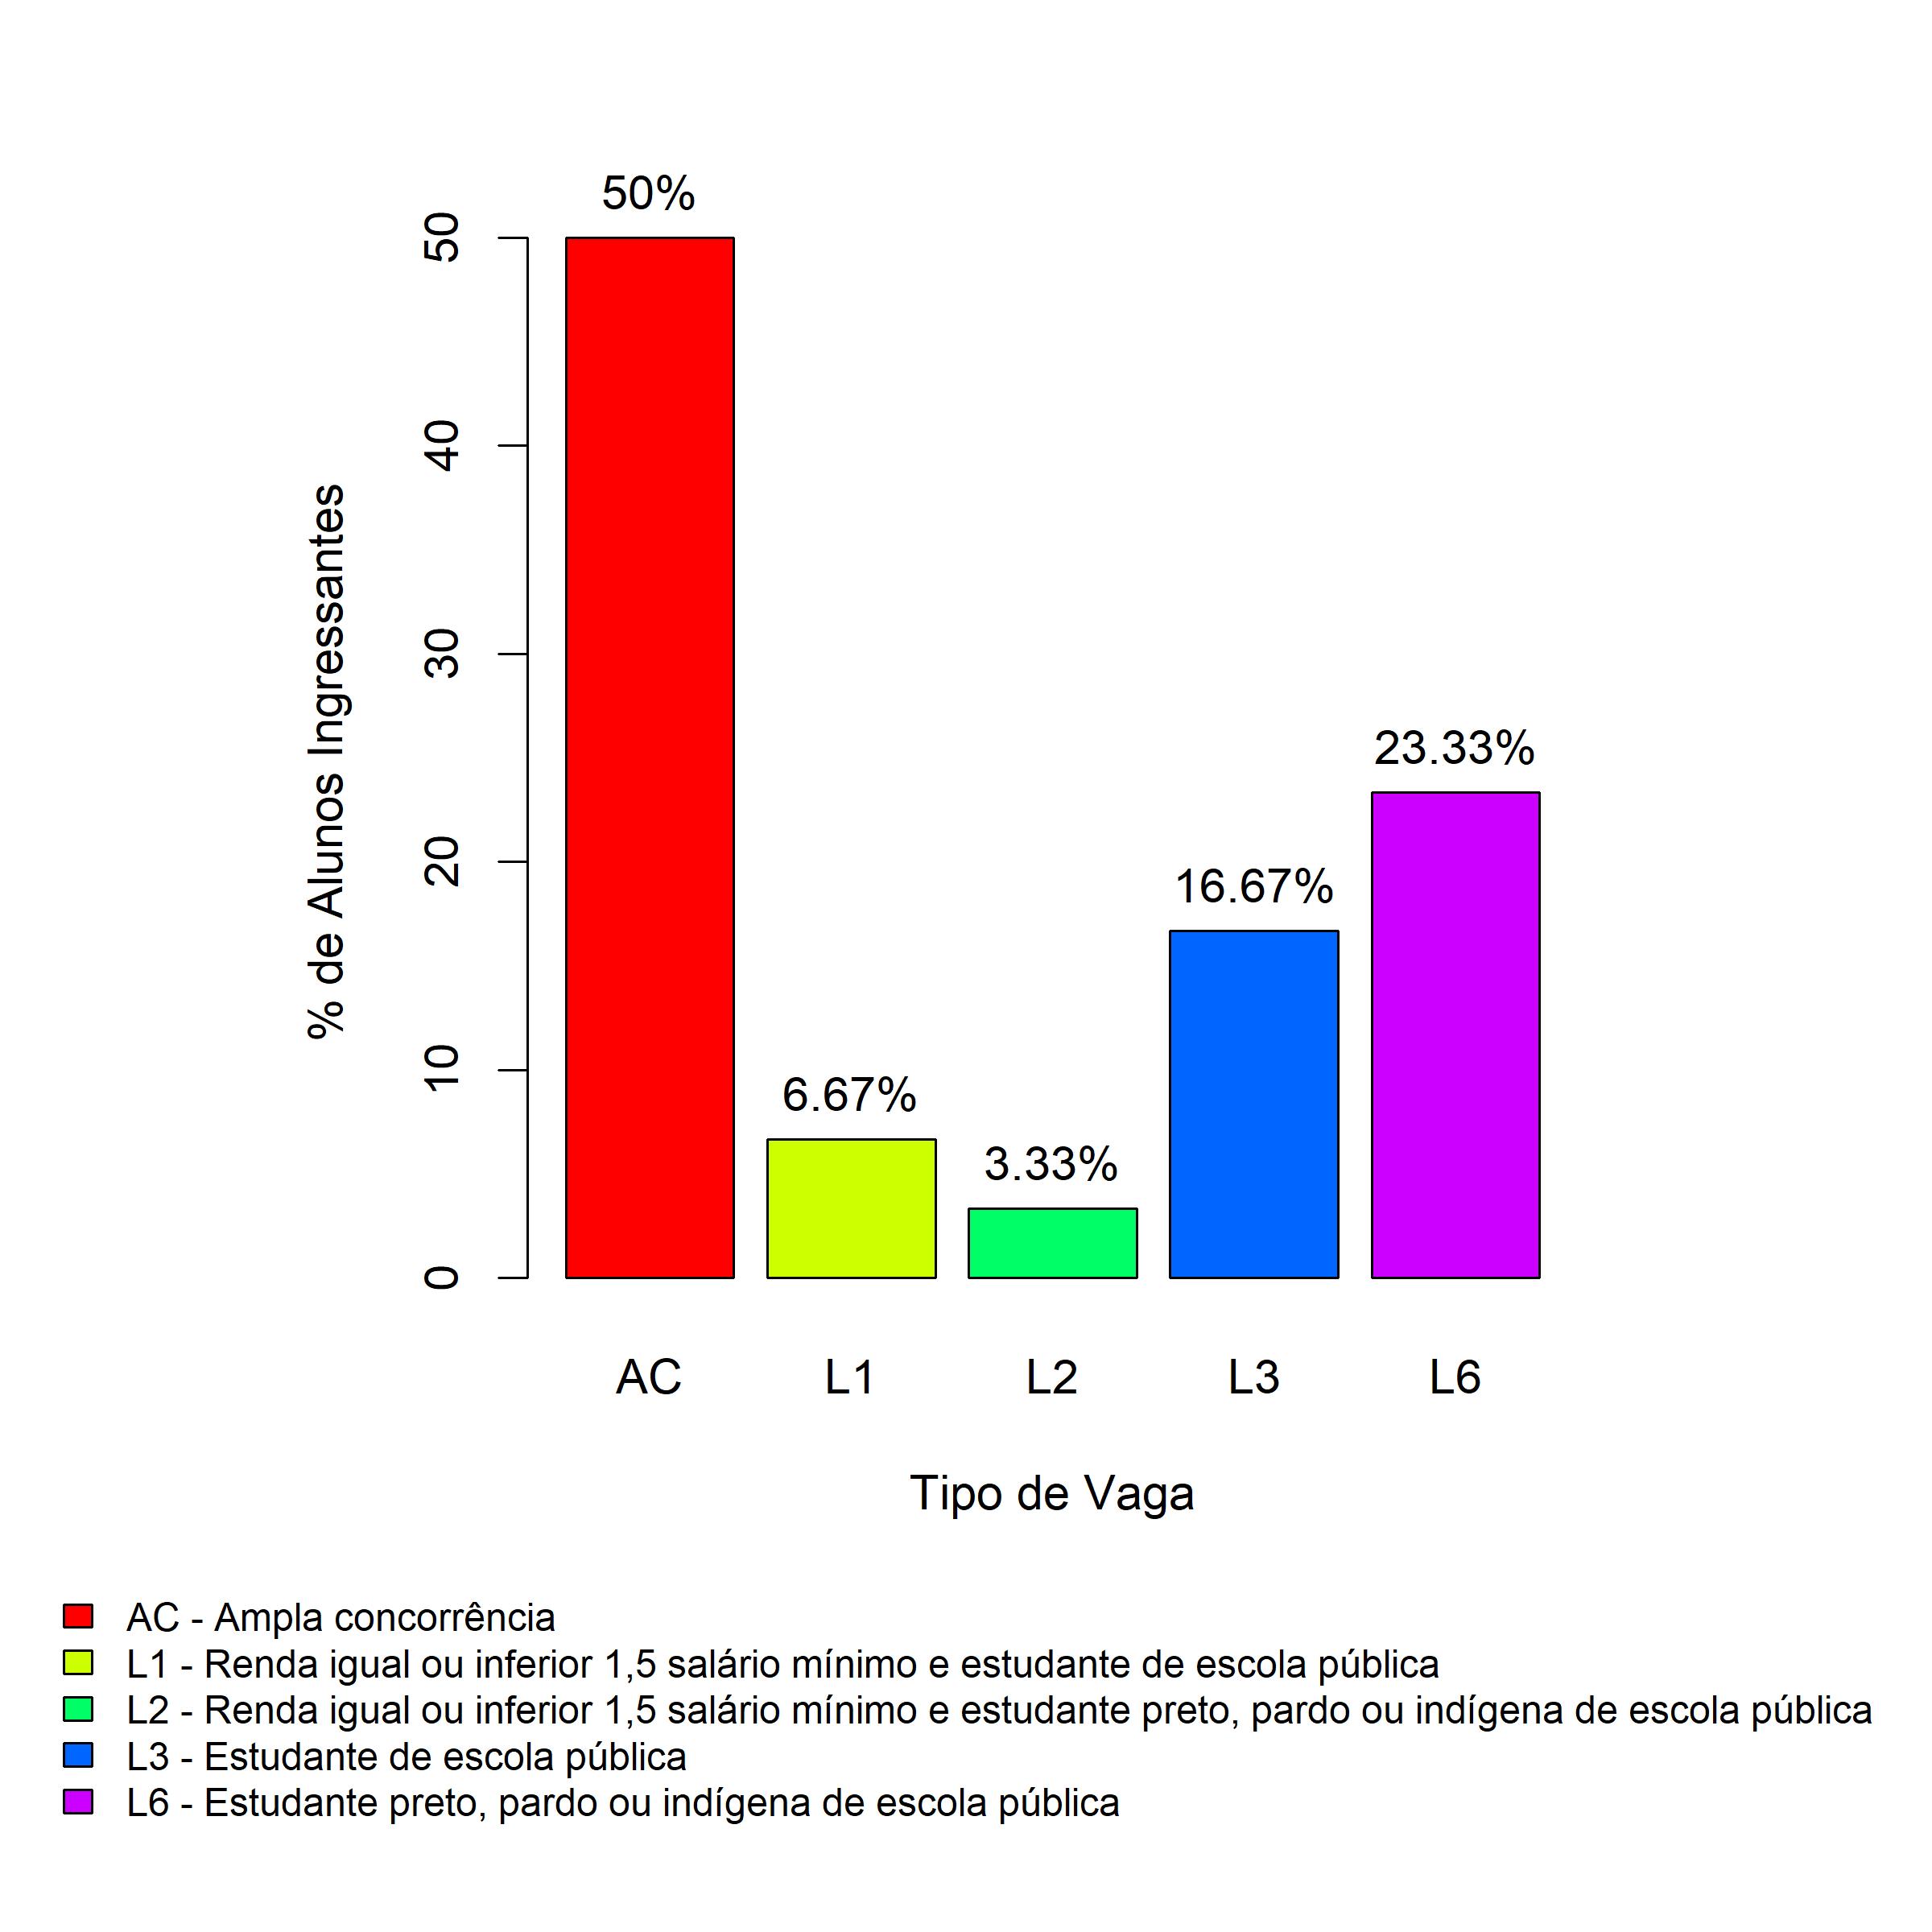 50%
50
40
30
20
10
0
% de Alunos Ingressantes
6.67%
3.33%
16.67%
23.33%
AC L1 L2 L3 L6
Tipo de Vaga
AC - Ampla concorrência
L1 - Renda igual ou inferior 1,5 salário mínimo e estudante de escola pública
L2 - Renda igual ou inferior 1,5 salário mínimo e estudante preto, pardo ou indígena de escola pública
L3 - Estudante de escola pública
L6 - Estudante preto, pardo ou indígena de escola pública